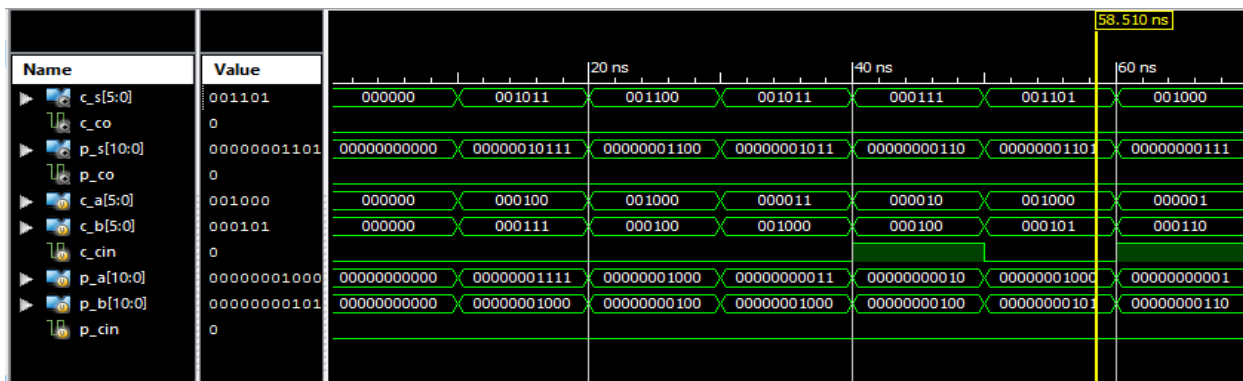 58.510 ns
Name Value 20 ns 40 ns 60 ns
c_s[5:0] 001101 000000 001011 001100 001011 000111 001101 001000
c_co 0
p_s[10:0] 00000001101 00000000000 00000010111 00000001100 00000001011 00000000110 00000001101 00000000111
p_co 0
c_a[5:0] 001000 000000 000100 001000 000011 000010 001000 000001
c_b[5:0] 000101 000000 000111 000100 001000 000100 000101 000110
c_cin 0
p_a[10:0] 00000001000 00000000000 00000001111 00000001000 00000000011 00000000010 00000001000 00000000001
p_b[10:0] 00000000101 00000000000 00000001000 00000000100 00000001000 00000000100 00000000101 00000000110
p_cin 0